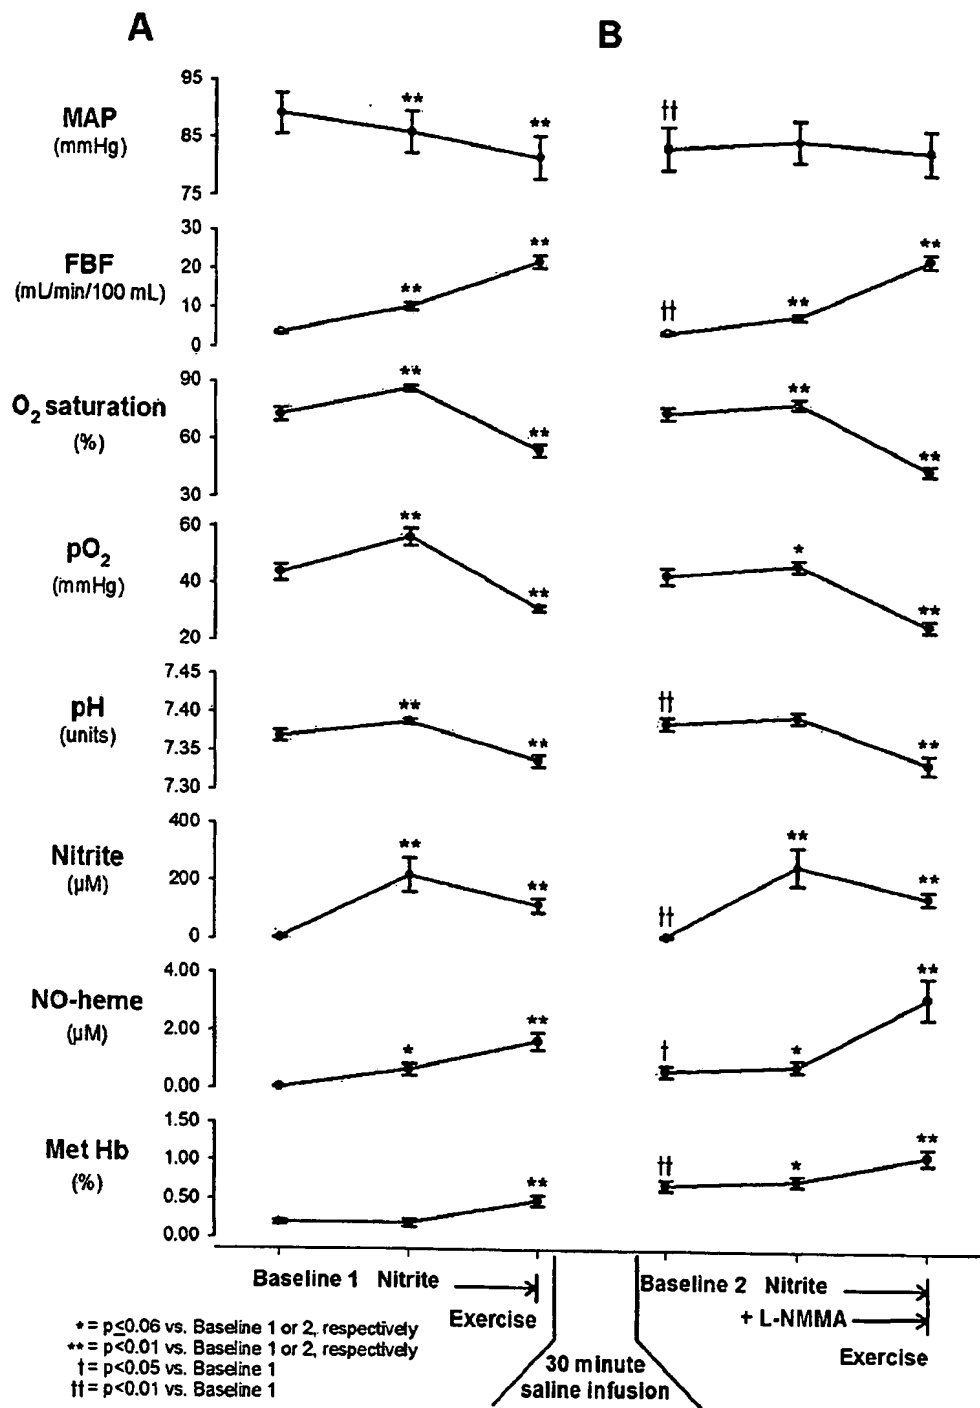 A B
95
MAP ** ††
(mmHg) 85 **
75
30
FBF ** **
20
(mL/min/100 mL)
10 ** †† **
0
90 ** **
O2 saturation
60 ** **
(%)
30
60 **
pO2 *
(mmHg) 40 ** **
20
7.45
pH 7.40 ** ††
(units) 7.35 ** **
7.30
400 ** **
Nitrite
(µM) 200 ** **
†† 
0
4.00 **
NO-heme
(µM) 2.00 **
* † *
0.00
1.50
Met Hb 1.00 **
(%) †† *
0.50 **
0.00
Baseline 1 Nitrite Baseline 2 Nitrite
+ L-NMMA
Exercise Exercise
* = p≤0.06 vs. Baseline 1 or 2, respectively
** = p<0.01 vs. Baseline 1 or 2, respectively
† = p<0.05 vs. Baseline 1
†† = p<0.01 vs. Baseline 1
30 minute
saline infusion